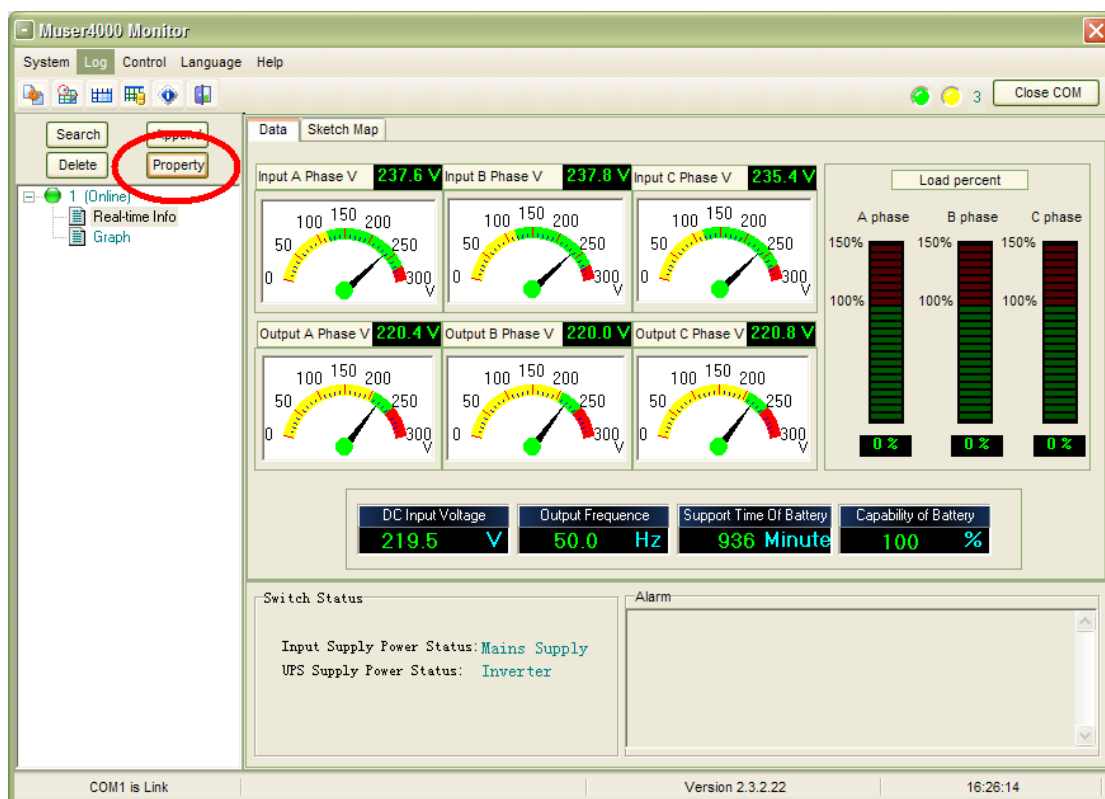 Muser4000 Monitor
System Log Control Language Help
3 Close COM
Search Append
Delete Property
1 (Online)
Real-time Info
Graph
Data Sketch Map
Input A Phase V 237.6 V Input B Phase V 237.8 V Input C Phase V 235.4 V
0 50 100 150 200 250 300 V
0 50 100 150 200 250 300 V
0 50 100 150 200 250 300 V
Output A Phase V 220.4 V Output B Phase V 220.0 V Output C Phase V 220.8 V
0 50 100 150 200 250 300 V
0 50 100 150 200 250 300 V
0 50 100 150 200 250 300 V
Load percent
A phase B phase C phase
150% 150% 150%
100% 100% 100%
0 % 0 % 0 %
DC Input Voltage Output Frequence Support Time Of Battery Capability of Battery
219.5 V 50.0 Hz 936 Minute 100 %
Switch Status
Input Supply Power Status: Mains Supply
UPS Supply Power Status: Inverter
Alarm
COM1 is Link Version 2.3.2.22 16:26:14